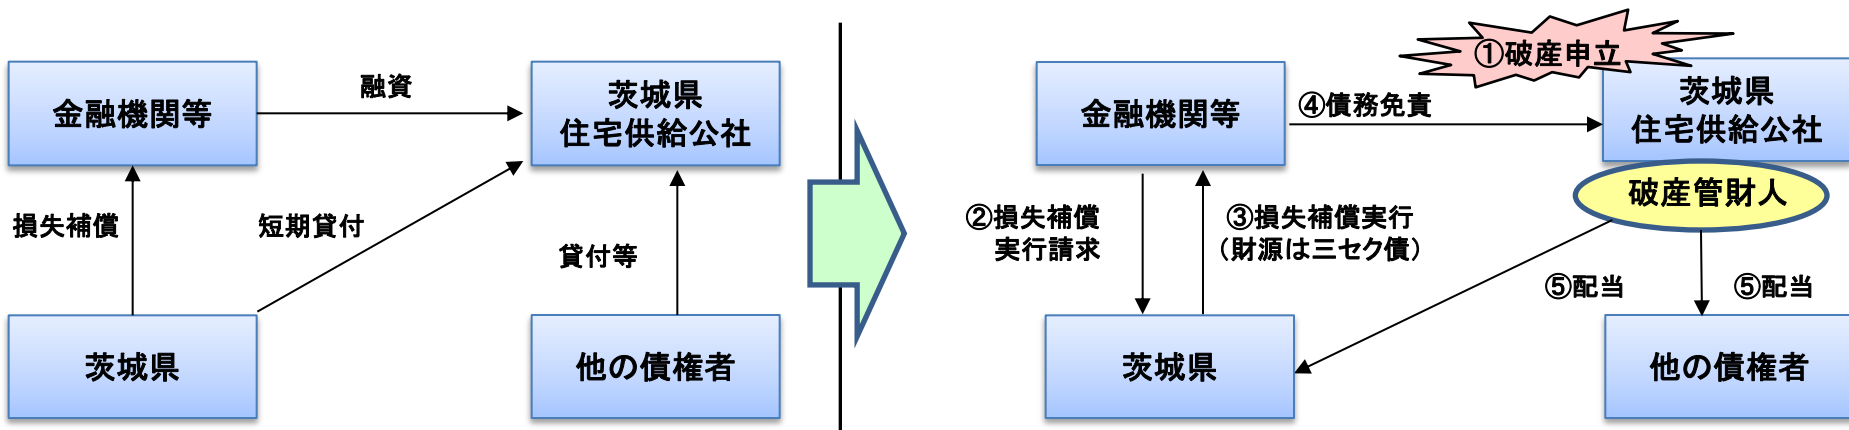 金融機関等
融資
茨城県
住宅供給公社
損失補償
短期貸付
貸付等
茨城県
他の債権者
①破産申立
金融機関等
④債務免責
茨城県
住宅供給公社
破産管財人
②損失補償
実行請求
③損失補償実行
（財源は三セク債）
⑤配当
⑤配当
茨城県
他の債権者